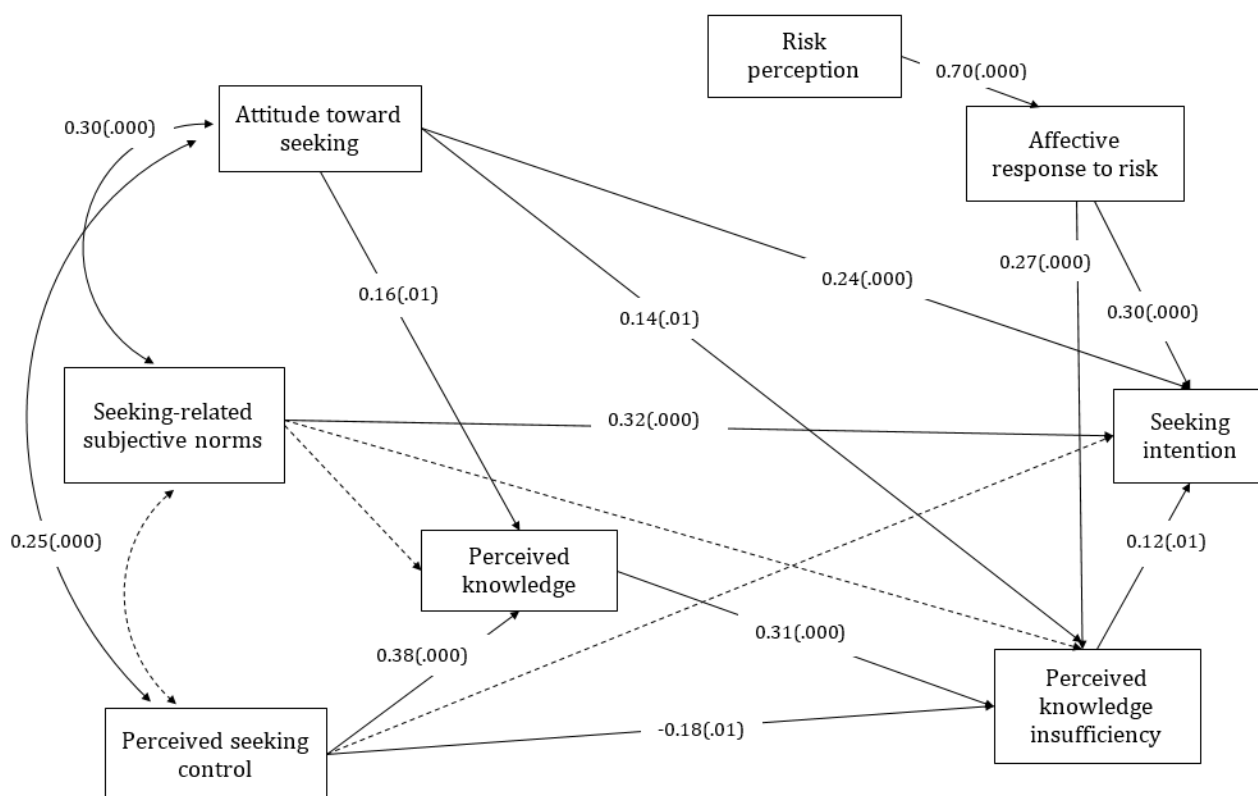 Risk
perception
0.70(.000)
Attitude toward
seeking
0.30(.000)
Affective
response to risk
0.27(.000)
0.24(.000)
0.16(.01)
0.14(.01)
0.30(.000)
Seeking-related
subjective norms
0.32(.000)
Seeking
intention
0.25(.000)
0.12(.01)
Perceived
knowledge
0.31(.000)
0.38(.000)
Perceived
knowledge
insufficiency
-0.18(.01)
Perceived seeking
control